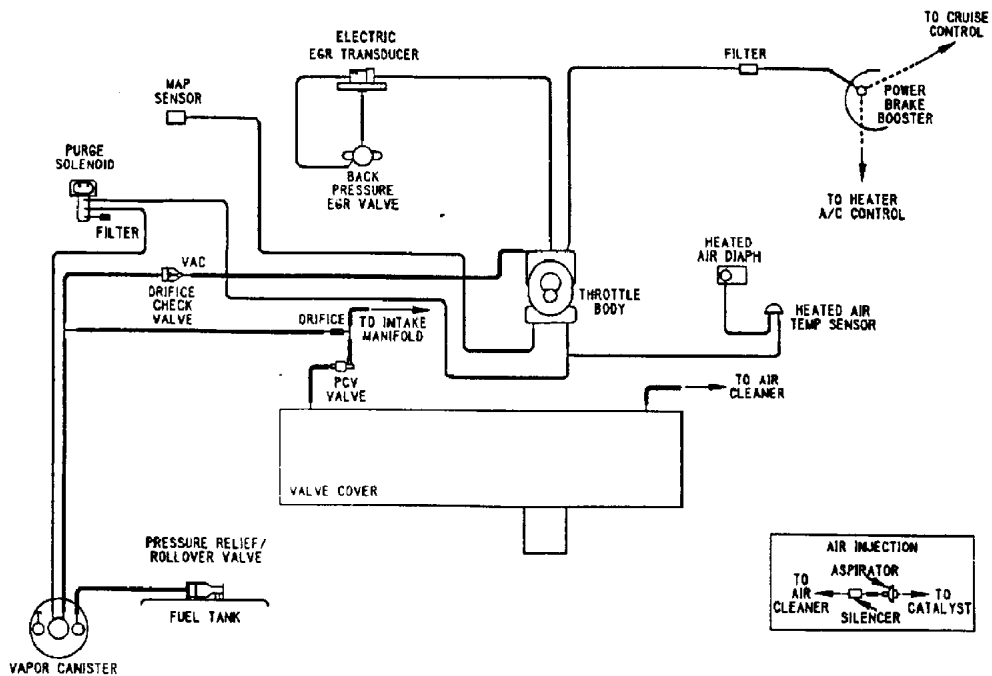 TO CRUISE
CONTROL
ELECTRIC
EGR TRANSDUCER
FILTER
MAP
SENSOR
POWER
BRAKE
BOOSTER
PURGE
SOLENOID
BACK
PRESSURE
EGR VALVE
TO HEATER
A/C CONTROL
FILTER
HEATED
AIR DIAPH
VAC
ORIFICE
CHECK
VALVE
THROTTLE
BODY
HEATED AIR
TEMP SENSOR
ORIFICE
TO INTAKE
MANIFOLD
PCV
VALVE
TO AIR
CLEANER
VALVE COVER
PRESSURE RELIEF/
ROLLOVER VALVE
FUEL TANK
VAPOR CANISTER
AIR INJECTION
ASPIRATOR
TO
AIR
CLEANER
SILENCER
TO
CATALYST